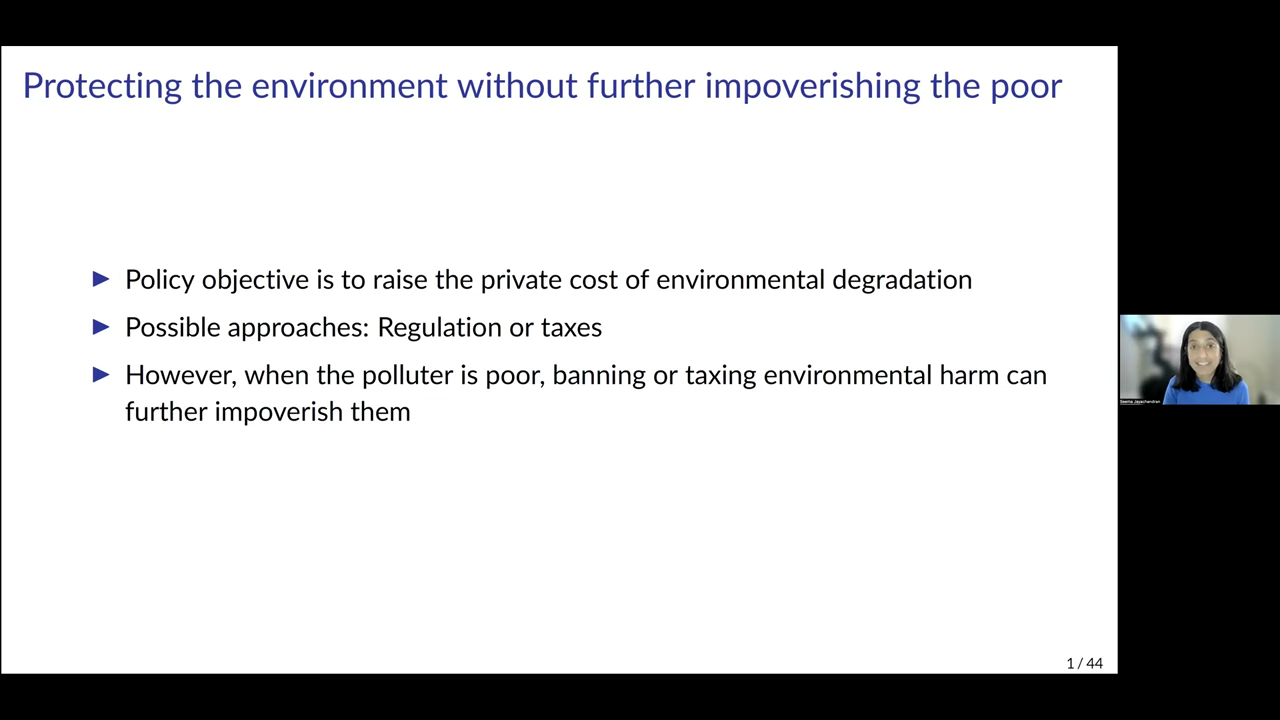 Protecting the environment without further impoverishing the poor
▶ Policy objective is to raise the private cost of environmental degradation
▶ Possible approaches: Regulation or taxes
▶ However, when the polluter is poor, banning or taxing environmental harm can
further impoverish them
Seema Jayachandran
1 / 44